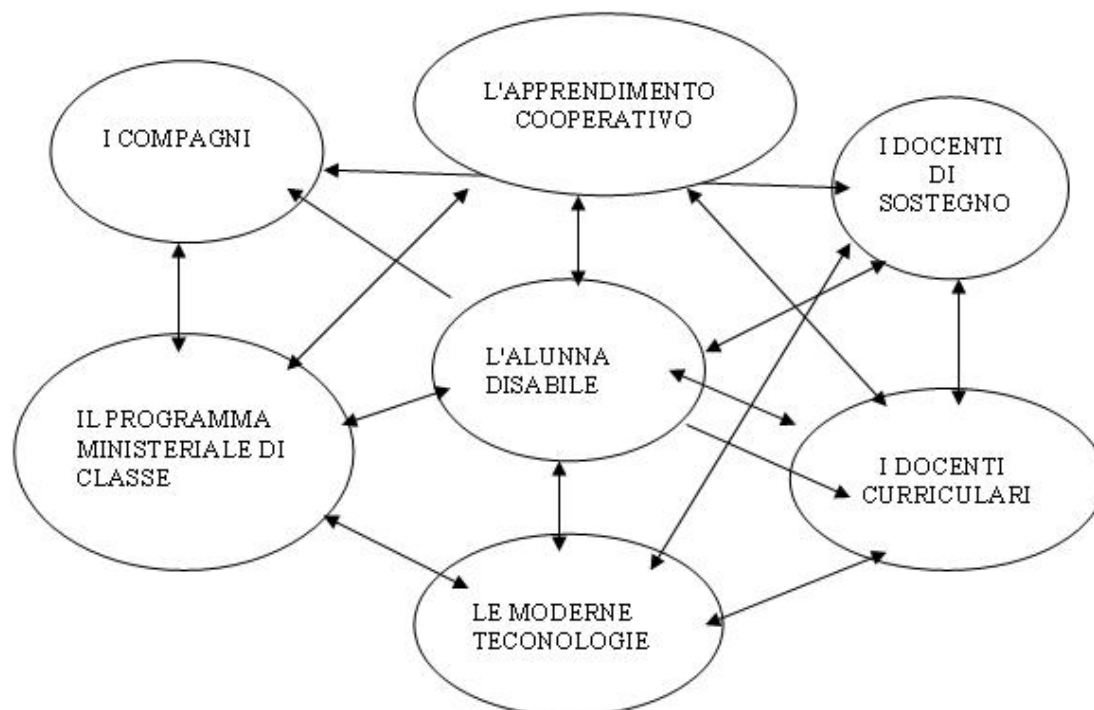 L'APPRENDIMENTO
COOPERATIVO
I COMPAGNI
I DOCENTI
DI
SOSTEGNO
L'ALUNNA
DISABILE
IL PROGRAMMA
MINISTERIALE DI
CLASSE
I DOCENTI
CURRICULARI
LE MODERNE
TECONOLOGIE